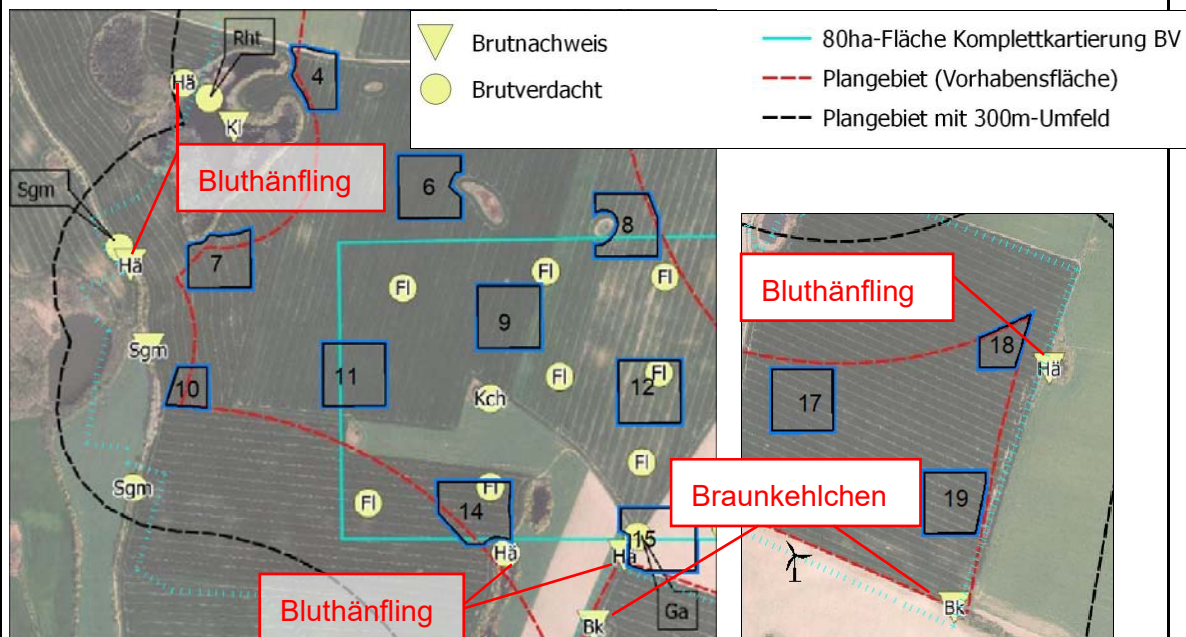 Brutnachweis
Brutverdacht
80ha-Fläche Komplettkartierung BV
Plangebiet (Vorhabensfläche)
Plangebiet mit 300m-Umfeld
Rht
Hä
4
Kl
Bluthänfling
Sgm
6
8
Hä
7
Fl
Fl
Fl
9
Sgm
10
11
Fl
Fl
12
Kch
Fl
Sgm
Fl
Fl
14
Hä
15
Hä
Ga
Bluthänfling
Bk
Braunkehlchen
Bluthänfling
18
Hä
17
19
Bk